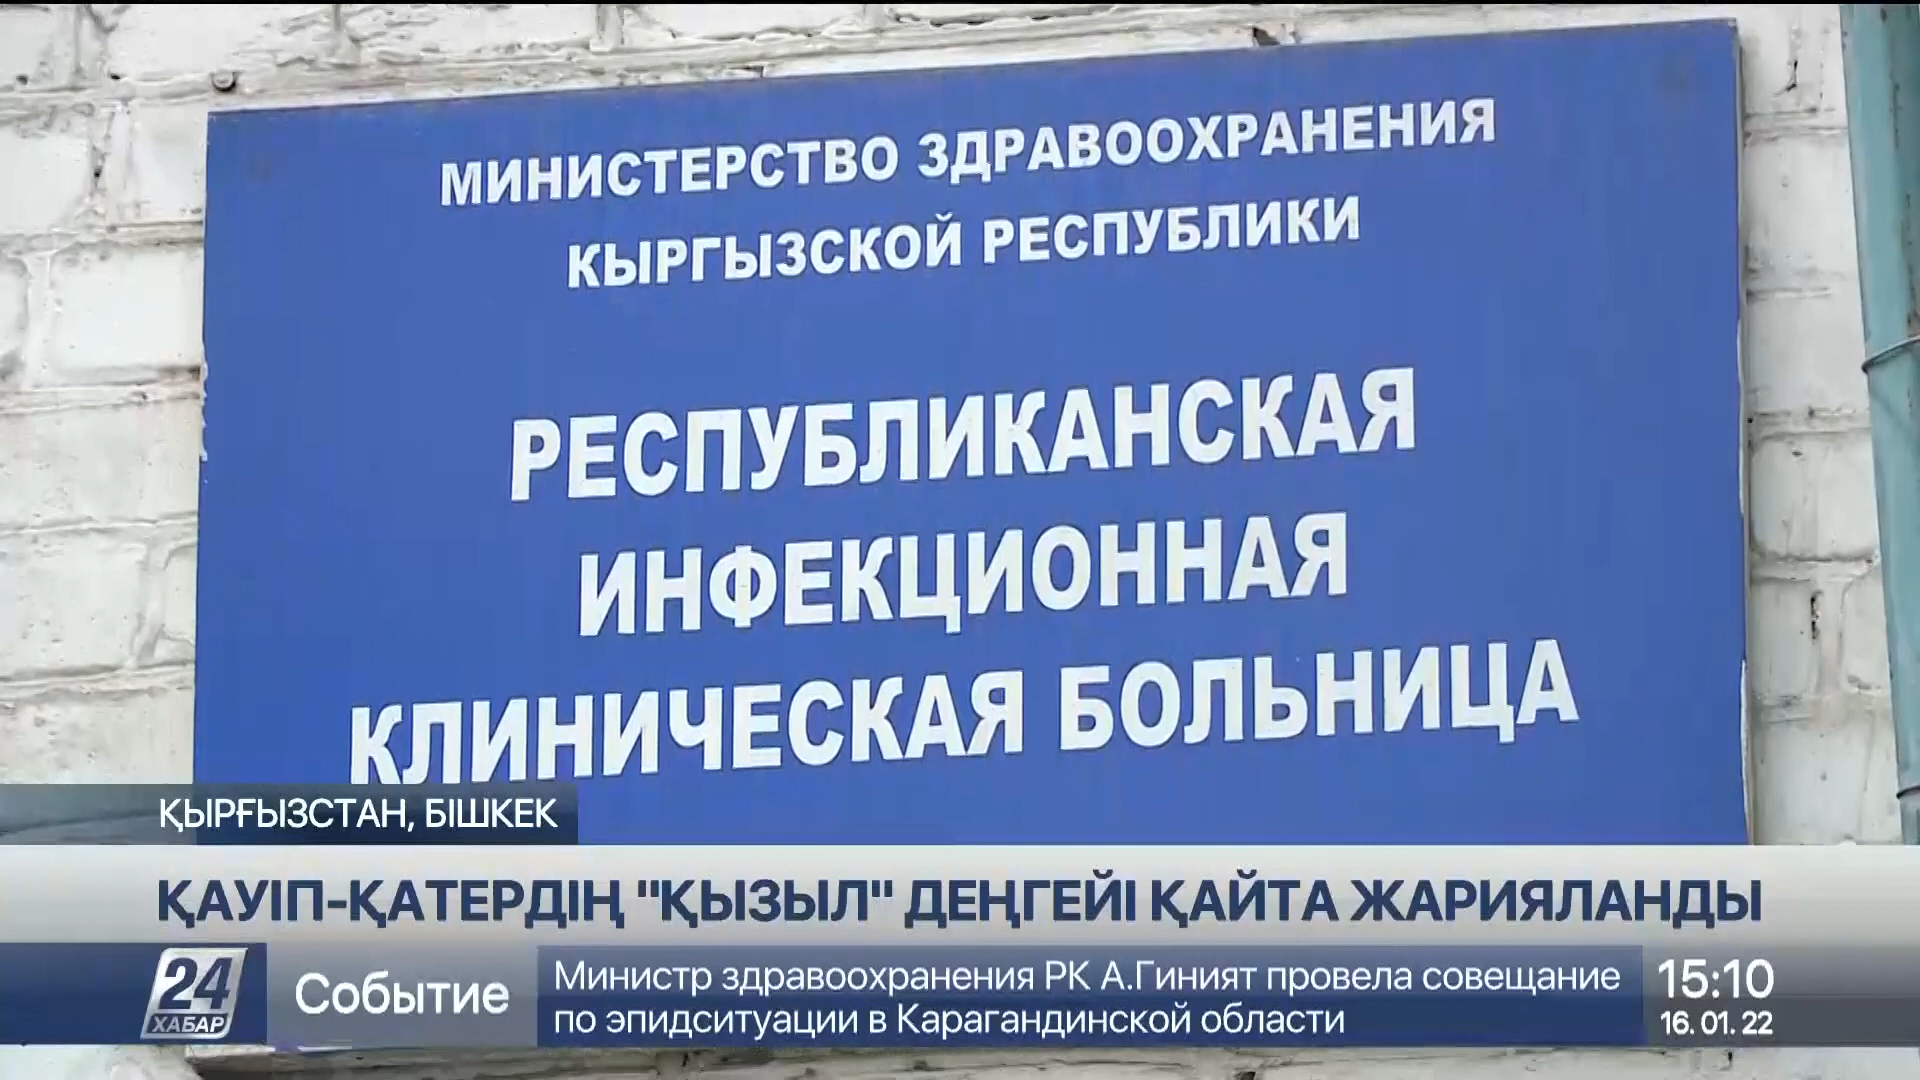 МИНИСТЕРСТВО ЗДРАВООХРАНЕНИЯ
КЫРГЫЗСКОЙ РЕСПУБЛИКИ
РЕСПУБЛИКАНСКАЯ
ИНФЕКЦИОННАЯ
КЛИНИЧЕСКАЯ БОЛЬНИЦА
ҚЫРҒЫЗСТАН, БІШКЕК
ҚАУІП-ҚАТЕРДІҢ "ҚЫЗЫЛ" ДЕҢГЕЙІ ҚАЙТА ЖАРИЯЛАНДЫ
24
ХАБАР
Событие
Министр здравоохранения РК А.Гиният провела совещание
по эпидситуации в Карагандинской области
15:10
16. 01. 22